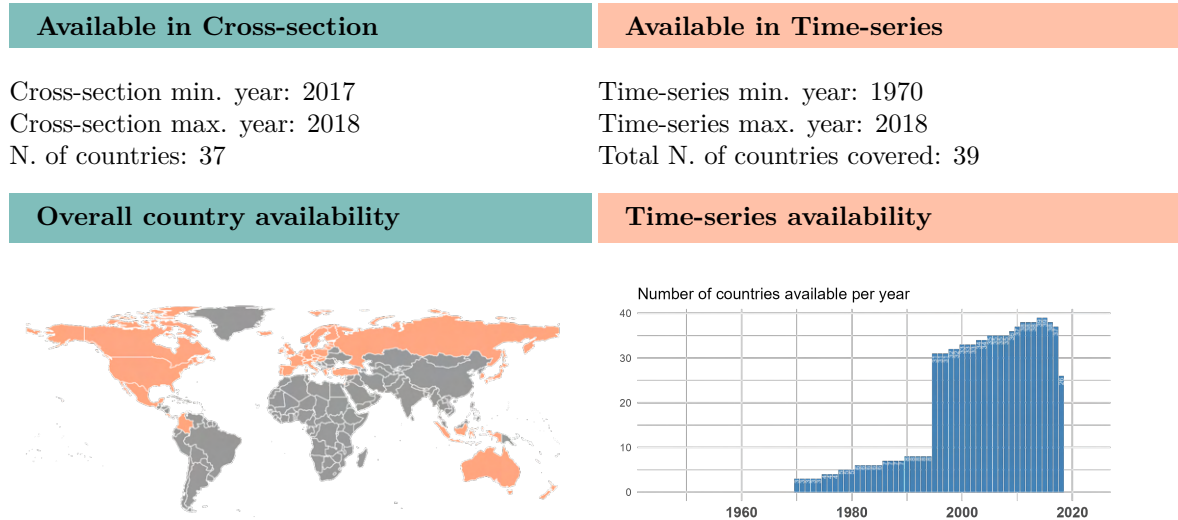 Available in Cross-section
Available in Time-series
Cross-section min. year: 2017
Cross-section max. year: 2018
N. of countries: 37
Time-series min. year: 1970
Time-series max. year: 2018
Total N. of countries covered: 39
Overall country availability
Time-series availability
Number of countries available per year
40
30
20
10
0
1960
1980
2000
2020